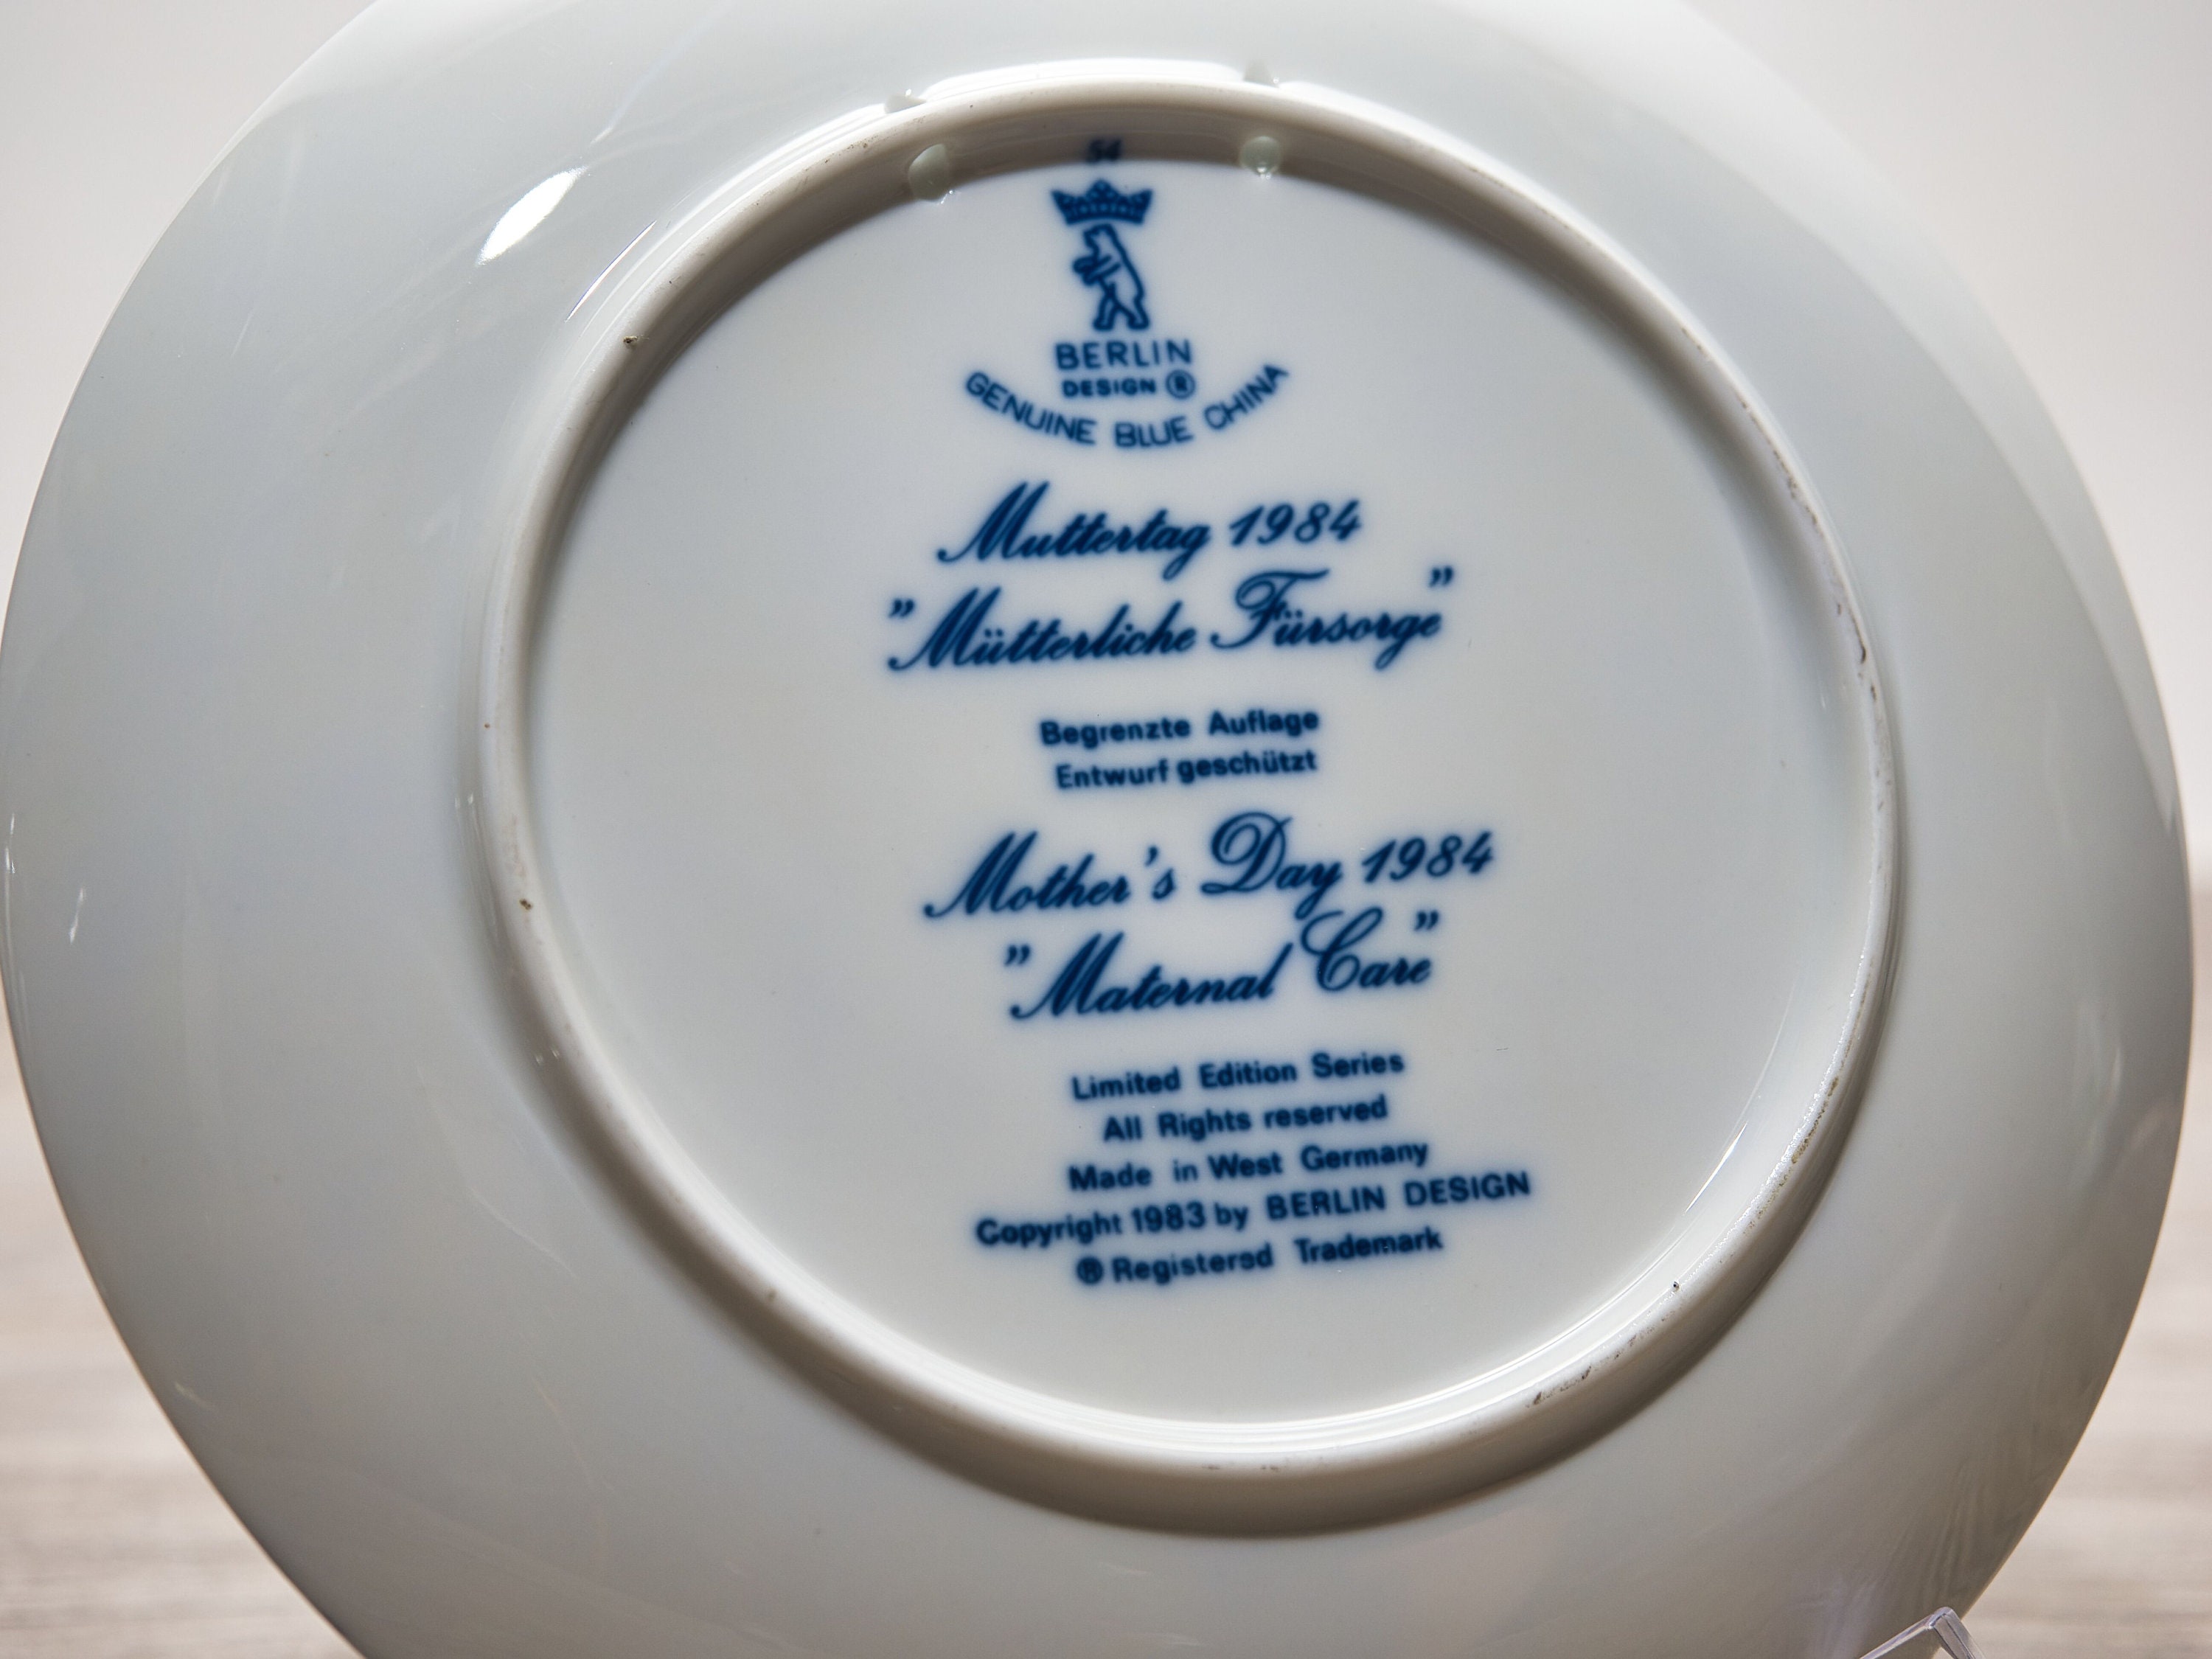 54
BERLIN
DESIGN ®
GENUINE BLUE CHINA
Muttertag 1984
"Mütterliche Fürsorge"
Begrenzte Auflage
Entwurf geschützt
Mother's Day 1984
"Maternal Care"
Limited Edition Series
All Rights reserved
Made in West Germany
Copyright 1983 by BERLIN DESIGN
® Registered Trademark